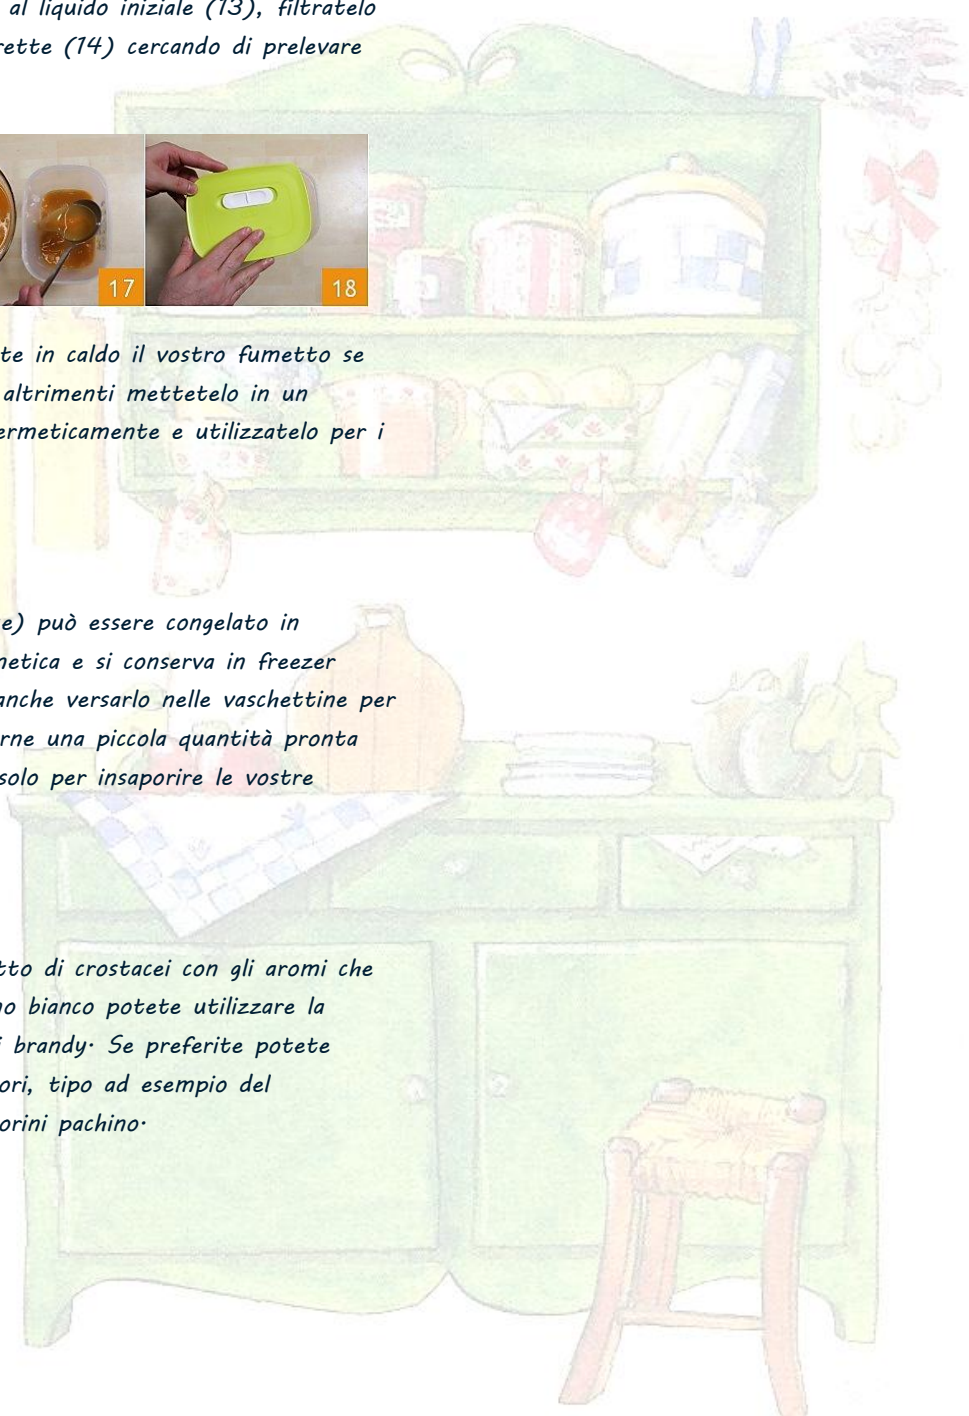 al liquido iniziale (13), filtratelo
rette (14) cercando di prelevare
17
18
te in caldo il vostro fumetto se
altrimenti mettetelo in un
ermeticamente e utilizzatelo per i
e) può essere congelato in
netica e si conserva in freezer
anche versarlo nelle vaschettine per
rne una piccola quantità pronta
solo per insaporire le vostre
tto di crostacei con gli aromi che
no bianco potete utilizzare la
i brandy. Se preferite potete
ori, tipo ad esempio del
orini pachino.